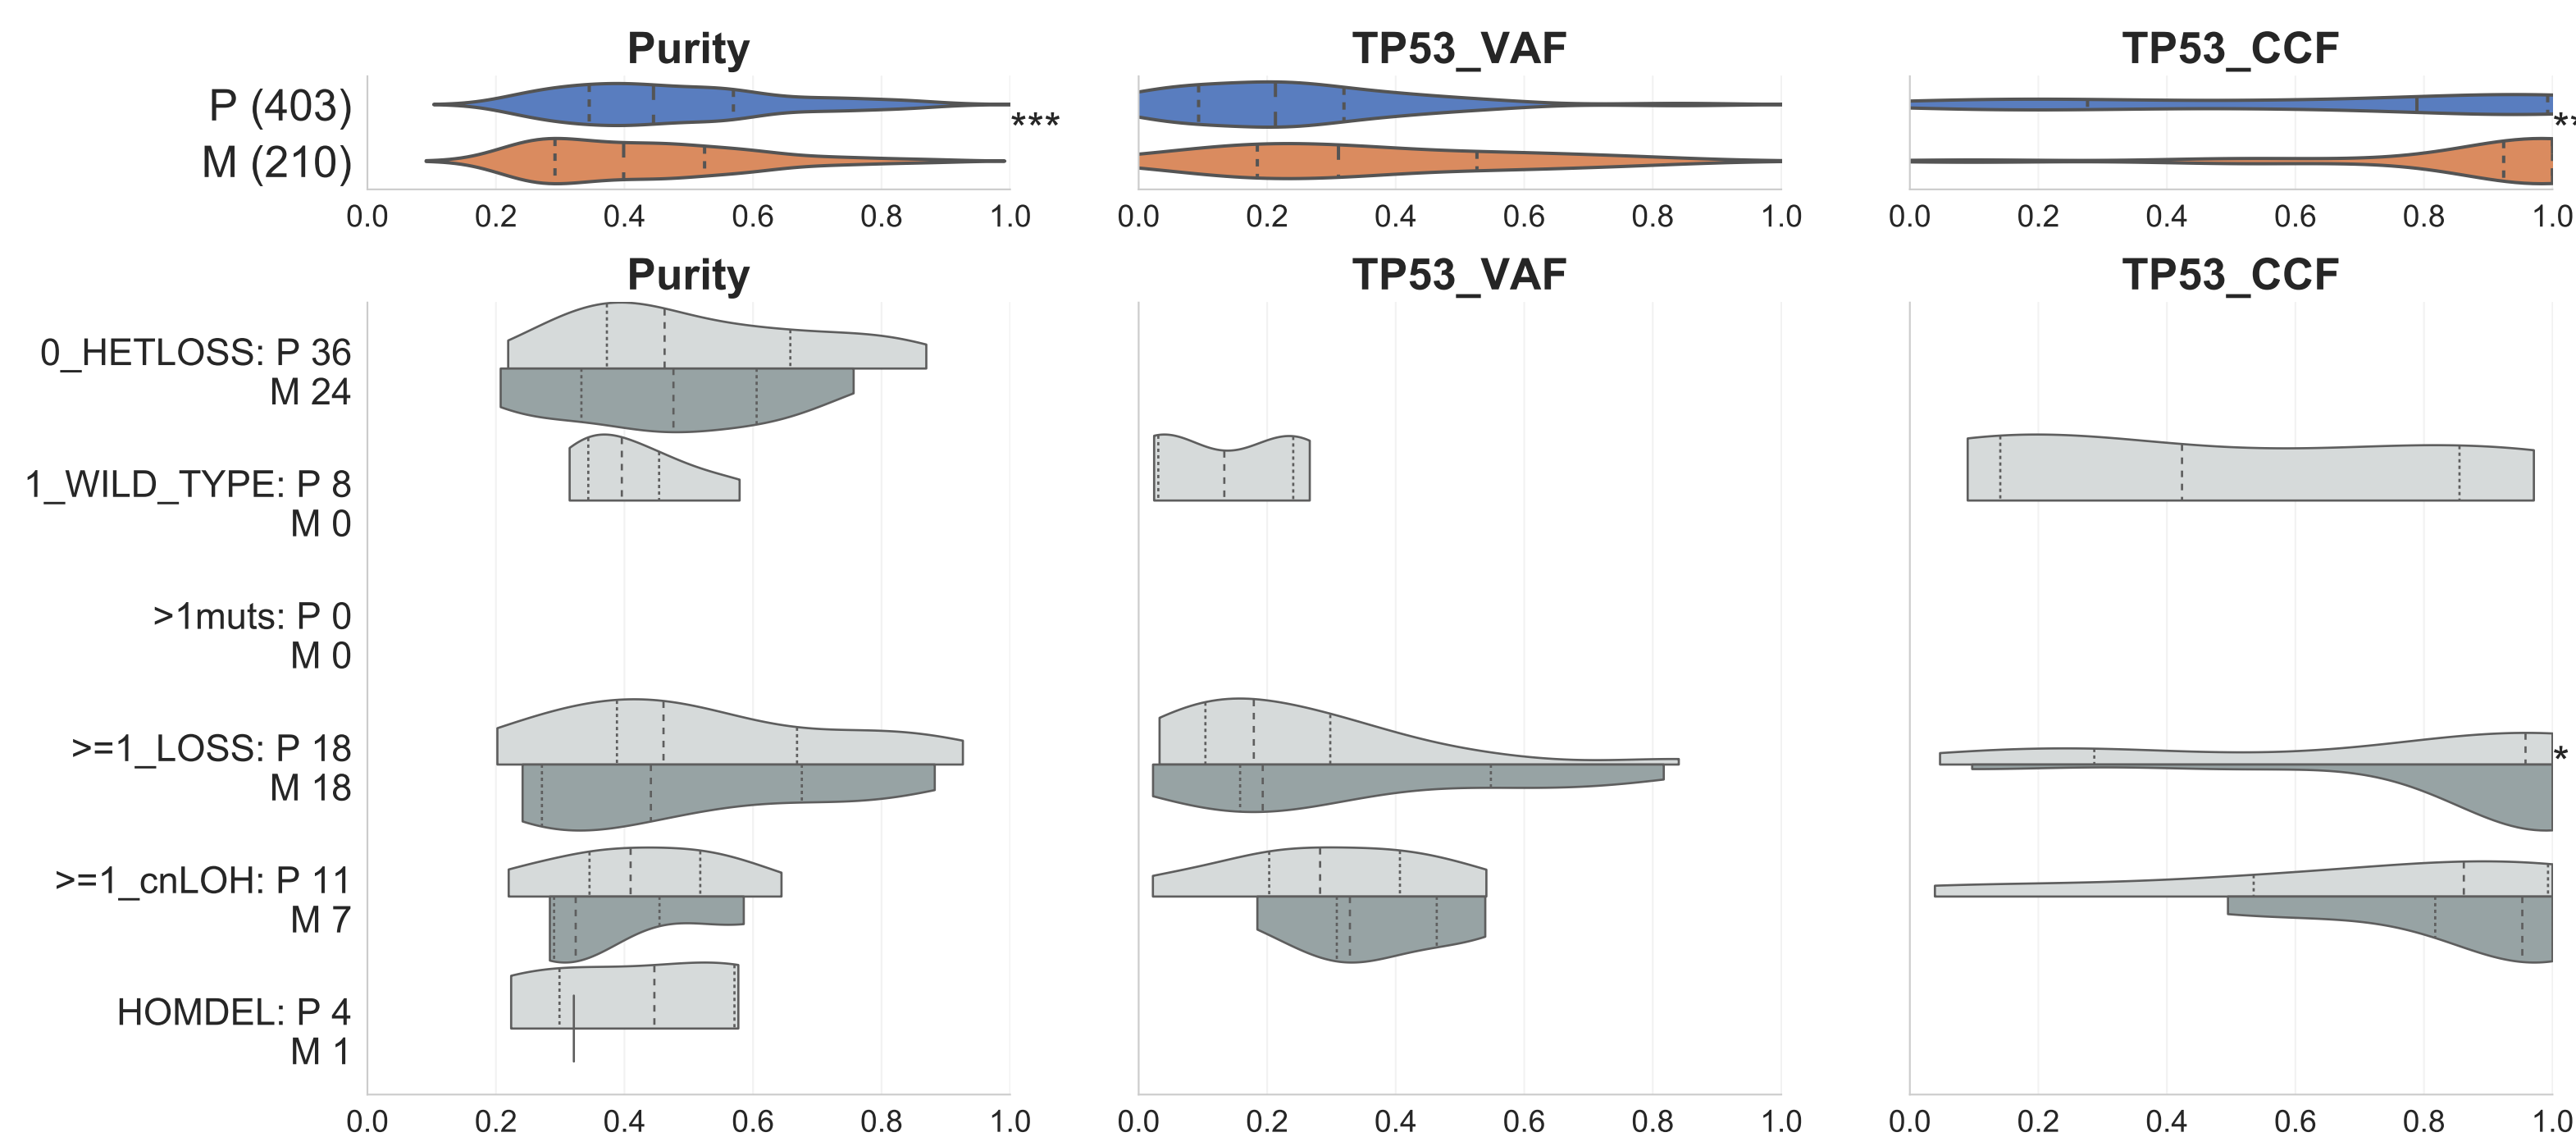 Purity TP53_VAF TP53_CCF
P (403)
***
**
M (210)
0.0 0.2 0.4 0.6 0.8 1.0 0.0 0.2 0.4 0.6 0.8 1.0 0.0 0.2 0.4 0.6 0.8 1.0
Purity TP53_VAF TP53_CCF
0_HETLOSS: P 36
M 24
1_WILD_TYPE: P 8
M 0
>1muts: P 0
M 0
>=1_LOSS: P 18
*
M 18
>=1_cnLOH: P 11
M 7
HOMDEL: P 4
M 1
0.0 0.2 0.4 0.6 0.8 1.0 0.0 0.2 0.4 0.6 0.8 1.0 0.0 0.2 0.4 0.6 0.8 1.0